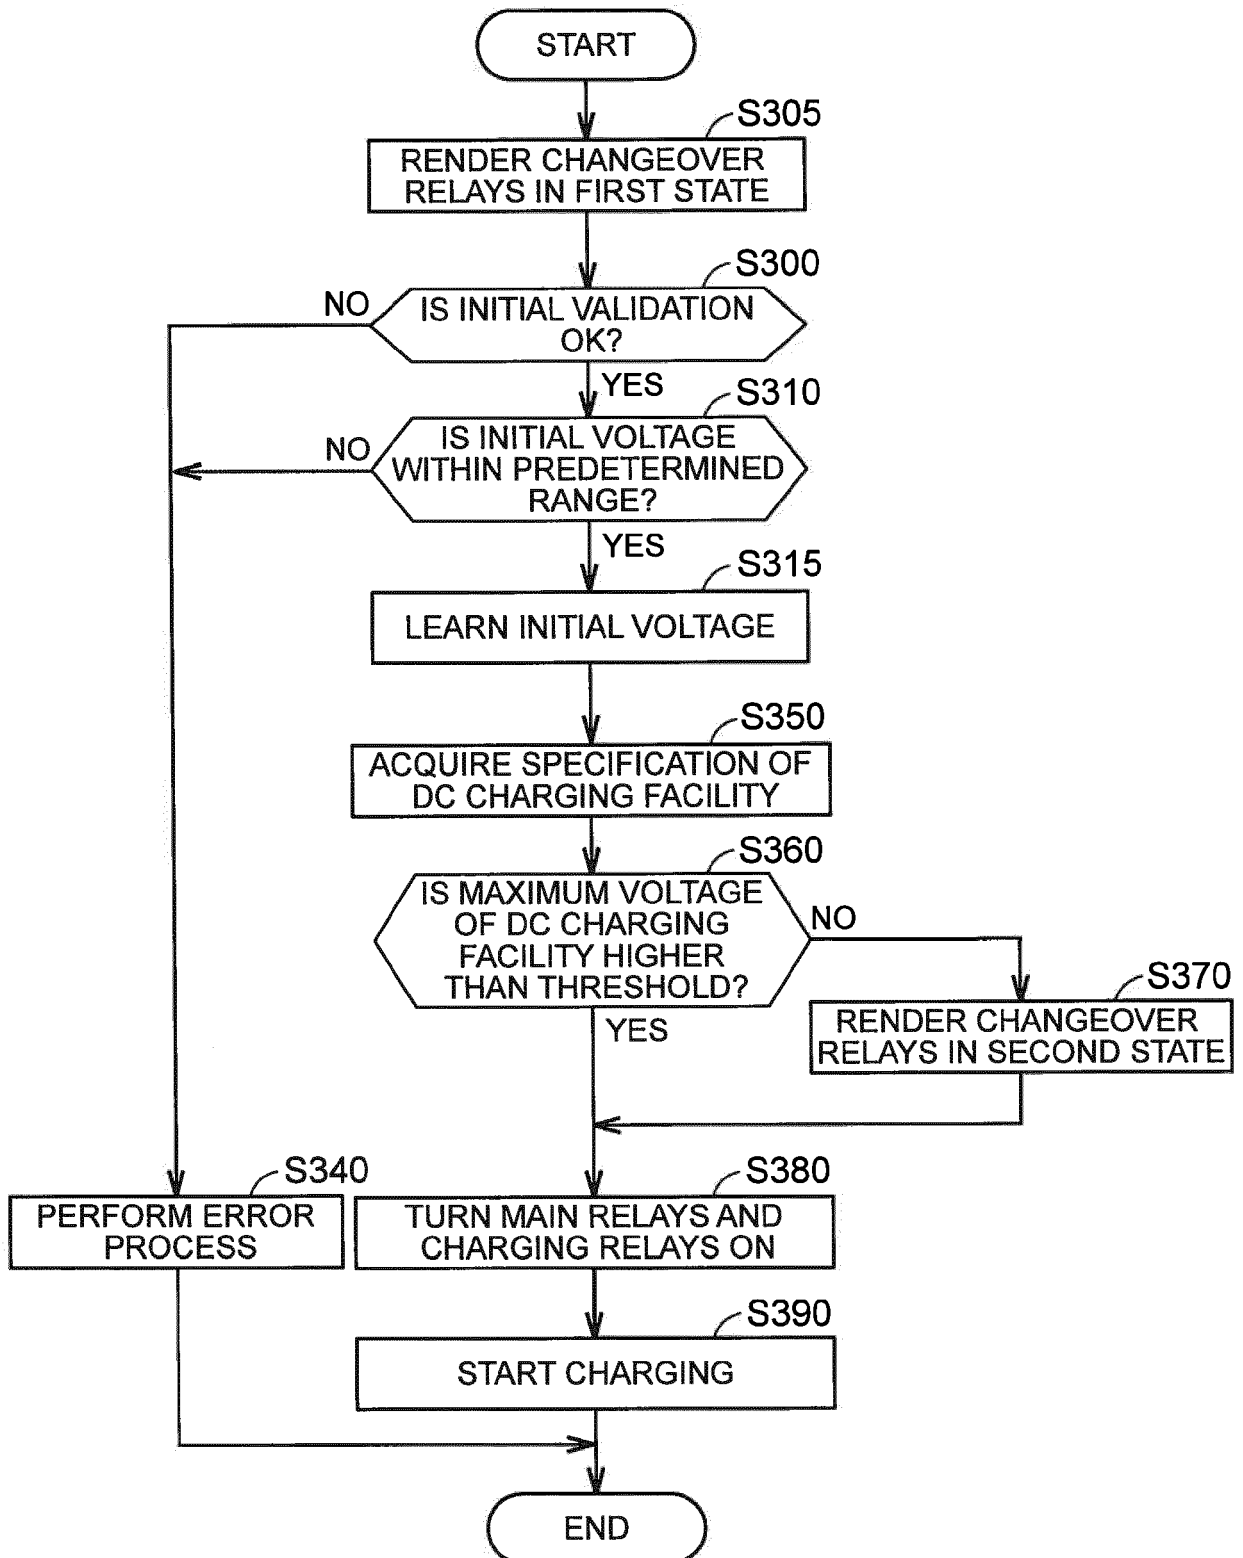 START
S305
RENDER CHANGEOVER
RELAYS IN FIRST STATE
S300
NO
IS INITIAL VALIDATION
OK?
YES
S310
NO
IS INITIAL VOLTAGE
WITHIN PREDETERMINED
RANGE?
YES
S315
LEARN INITIAL VOLTAGE
S350
ACQUIRE SPECIFICATION OF
DC CHARGING FACILITY
S360
IS MAXIMUM VOLTAGE
OF DC CHARGING
FACILITY HIGHER
THAN THRESHOLD?
NO
YES
S370
RENDER CHANGEOVER
RELAYS IN SECOND STATE
S340
PERFORM ERROR
PROCESS
S380
TURN MAIN RELAYS AND
CHARGING RELAYS ON
S390
START CHARGING
END